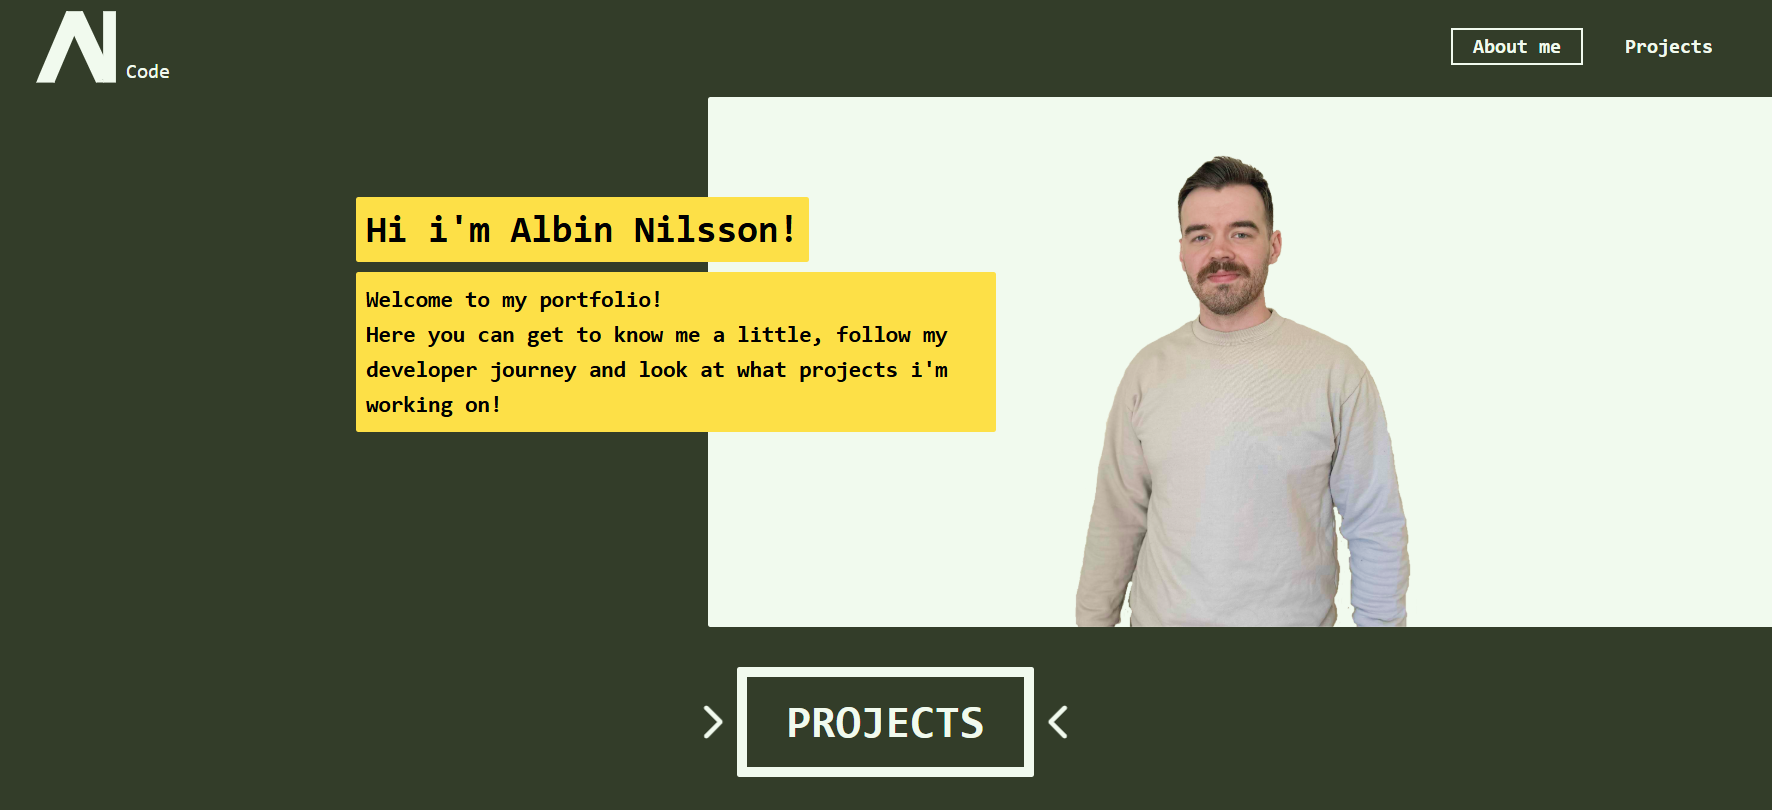 AN Code
About me
Projects
Hi i'm Albin Nilsson!
Welcome to my portfolio!
Here you can get to know me a little, follow my
developer journey and look at what projects i'm
working on!
PROJECTS